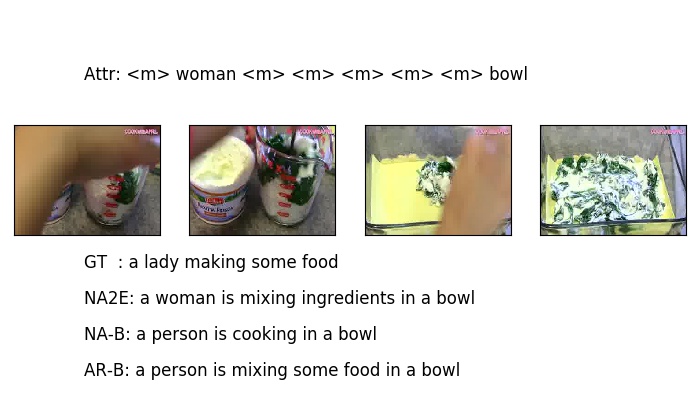 Attr: <m> woman <m> <m> <m> <m> <m> bowl
GT  : a lady making some food
NA2E: a woman is mixing ingredients in a bowl
NA-B: a person is cooking in a bowl
AR-B: a person is mixing some food in a bowl